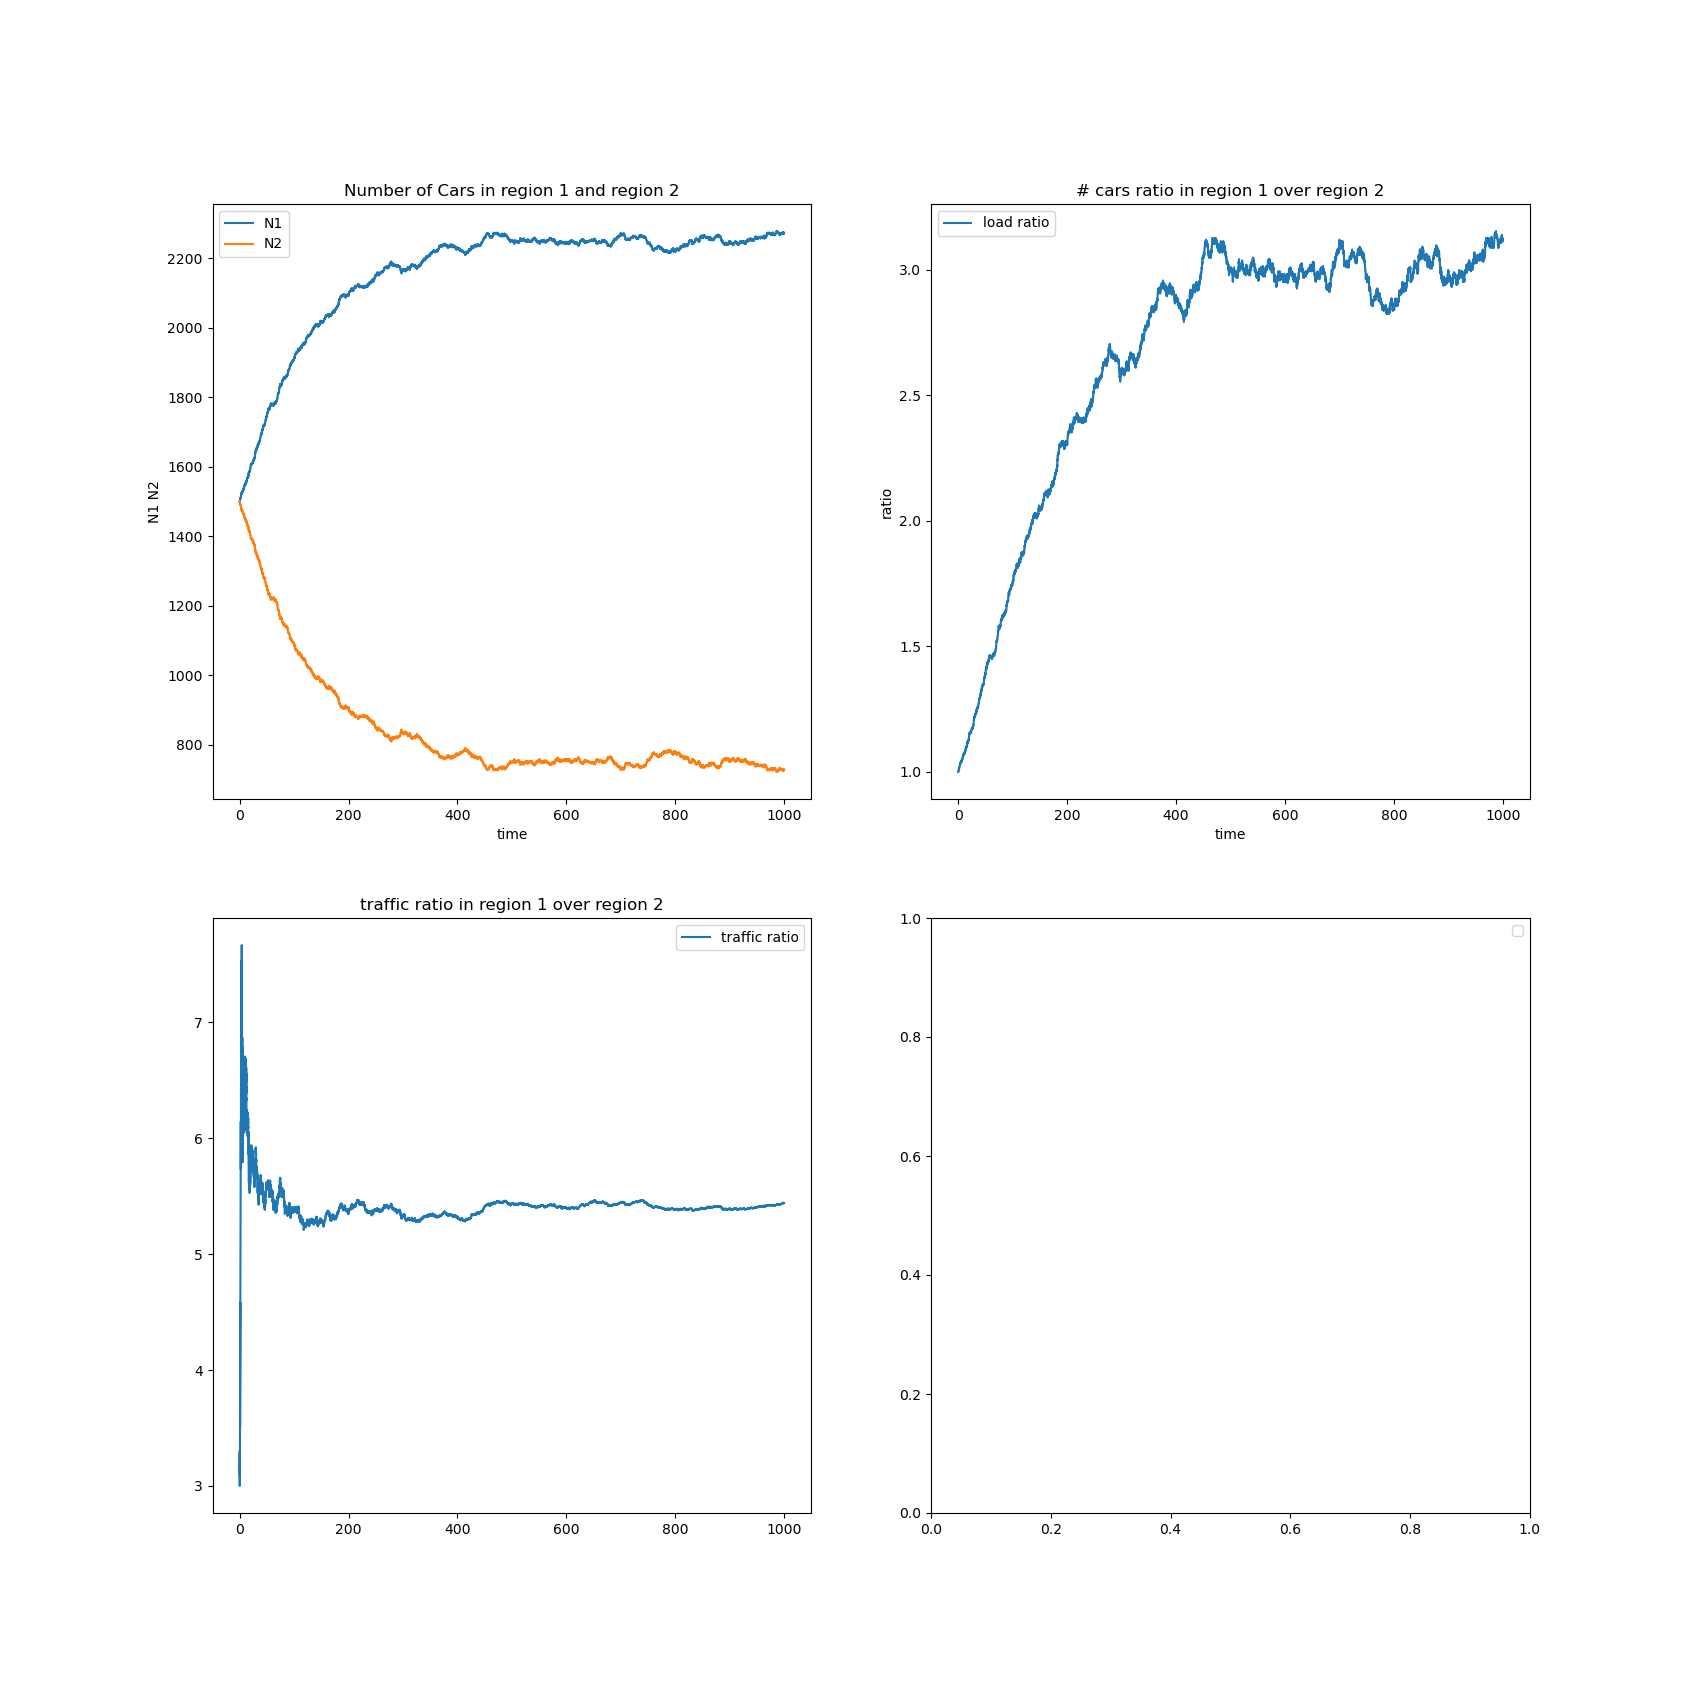 Number of Cars in region 1 and region 2
N1
N2
2200
2000
1800
1600
1400
1200
1000
800
N1 N2
0 200 400 600 800 1000
time
# cars ratio in region 1 over region 2
load ratio
3.0
2.5
2.0
1.5
1.0
ratio
0 200 400 600 800 1000
time
traffic ratio in region 1 over region 2
traffic ratio
7
6
5
4
3
0 200 400 600 800 1000
1.0
0.8
0.6
0.4
0.2
0.0
0.0 0.2 0.4 0.6 0.8 1.0